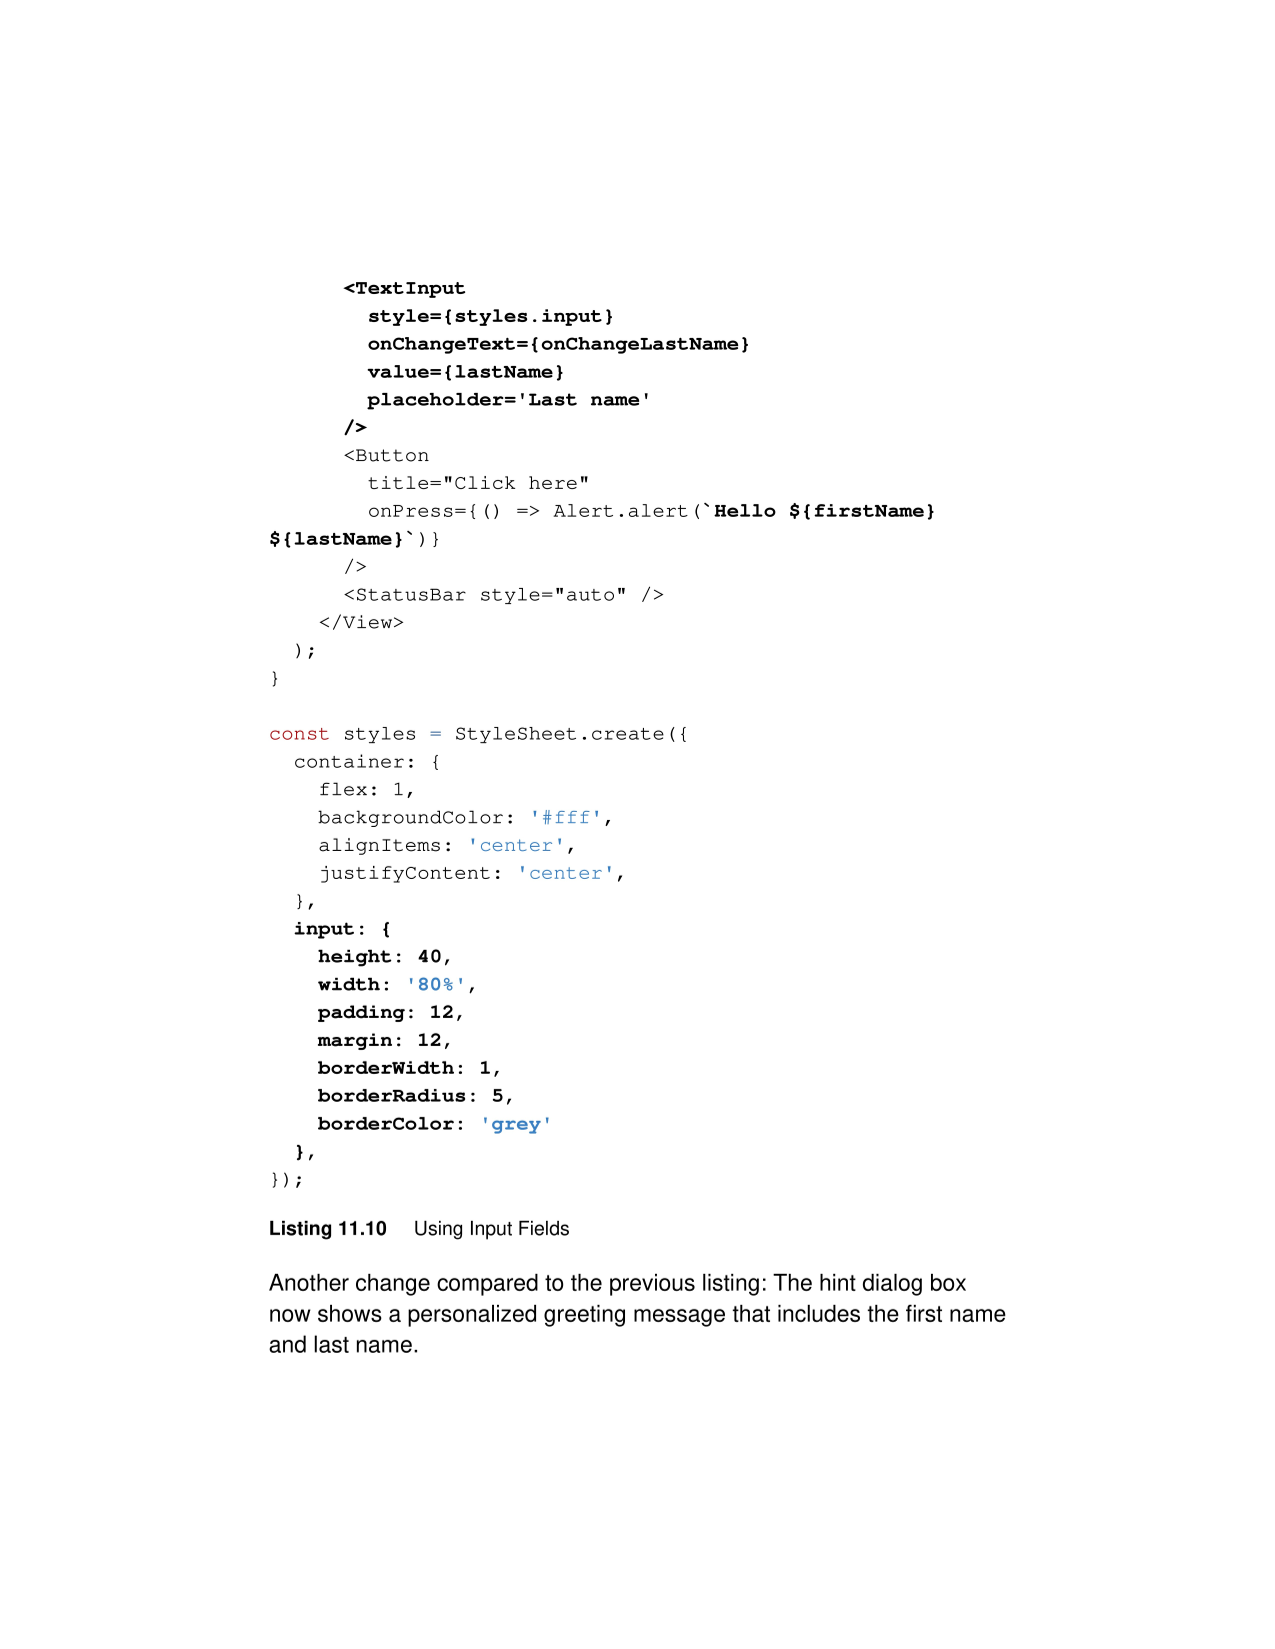 <TextInput
style={styles.input}
onChangeText={onChangeLastName}
value={lastName}
placeholder='Last name'
/>
<Button
title="Click here"
onPress={() => Alert.alert(`Hello ${firstName}
${lastName}`)}
/>
<StatusBar style="auto" />
</View>
);
}
const styles = StyleSheet.create({
container: {
flex: 1,
backgroundColor: '#fff',
alignItems: 'center',
justifyContent: 'center',
},
input: {
height: 40,
width: '80%',
padding: 12,
margin: 12,
borderWidth: 1,
borderRadius: 5,
borderColor: 'grey'
},
});
Listing 11.10 Using Input Fields
Another change compared to the previous listing: The hint dialog box
now shows a personalized greeting message that includes the first name
and last name.